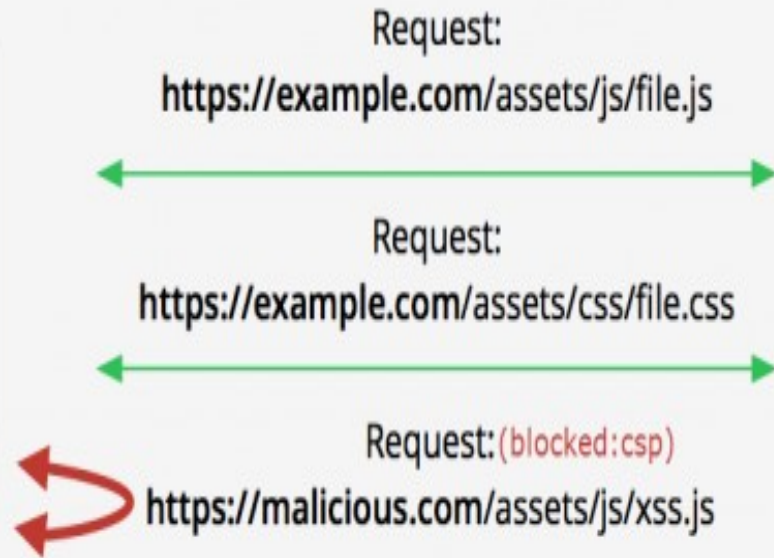 Request:
https://example.com/assets/js/file.js
Request:
https://example.com/assets/css/file.css
Request:(blocked:csp)
https://malicious.com/assets/js/xss.js